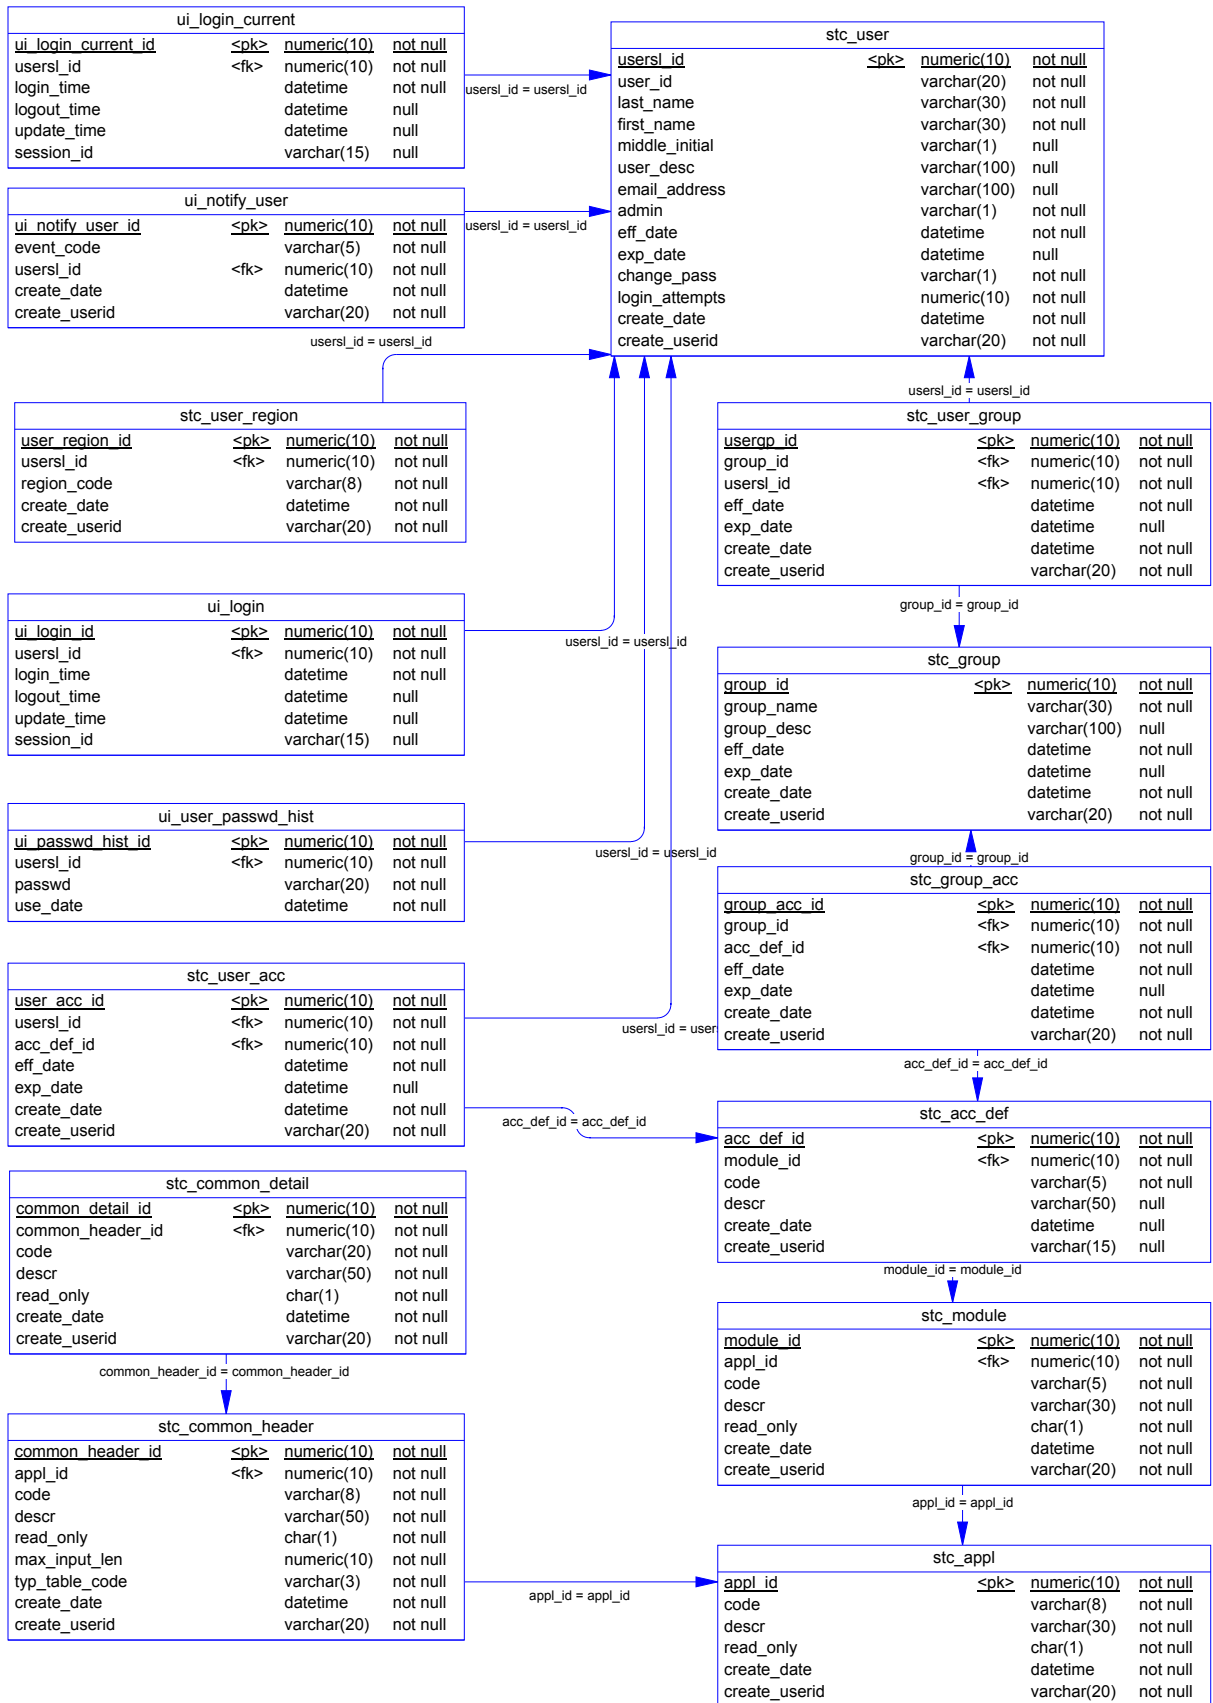 ui_login_current
ui_login_current_id <pk> numeric(10) not null
usersl_id <fk> numeric(10) not null
login_time datetime not null
logout_time datetime null
update_time datetime null
session_id varchar(15) null
usersl_id = usersl_id
stc_user
usersl_id <pk> numeric(10) not null
user_id varchar(20) not null
last_name varchar(30) not null
first_name varchar(30) not null
middle_initial varchar(1) null
user_desc varchar(100) null
email_address varchar(100) null
admin varchar(1) not null
eff_date datetime not null
exp_date datetime null
change_pass varchar(1) not null
login_attempts numeric(10) not null
create_date datetime not null
create_userid varchar(20) not null
ui_notify_user
ui_notify_user_id <pk> numeric(10) not null
event_code varchar(5) not null
usersl_id <fk> numeric(10) not null
create_date datetime not null
create_userid varchar(20) not null
usersl_id = usersl_id
usersl_id = usersl_id
stc_user_region
user_region_id <pk> numeric(10) not null
usersl_id <fk> numeric(10) not null
region_code varchar(8) not null
create_date datetime not null
create_userid varchar(20) not null
usersl_id = usersl_id
stc_user_group
usergp_id <pk> numeric(10) not null
group_id <fk> numeric(10) not null
usersl_id <fk> numeric(10) not null
eff_date datetime not null
exp_date datetime null
create_date datetime not null
create_userid varchar(20) not null
group_id = group_id
ui_login
ui_login_id <pk> numeric(10) not null
usersl_id <fk> numeric(10) not null
login_time datetime not null
logout_time datetime null
update_time datetime null
session_id varchar(15) null
usersl_id = usersl_id
stc_group
group_id <pk> numeric(10) not null
group_name varchar(30) not null
group_desc varchar(100) null
eff_date datetime not null
exp_date datetime null
create_date datetime not null
create_userid varchar(20) not null
ui_user_passwd_hist
ui_passwd_hist_id <pk> numeric(10) not null
usersl_id <fk> numeric(10) not null
passwd varchar(20) not null
use_date datetime not null
usersl_id = usersl_id
group_id = group_id
stc_group_acc
group_acc_id <pk> numeric(10) not null
group_id <fk> numeric(10) not null
acc_def_id <fk> numeric(10) not null
eff_date datetime not null
exp_date datetime null
create_date datetime not null
create_userid varchar(20) not null
stc_user_acc
user_acc_id <pk> numeric(10) not null
usersl_id <fk> numeric(10) not null
acc_def_id <fk> numeric(10) not null
eff_date datetime not null
exp_date datetime null
create_date datetime not null
create_userid varchar(20) not null
usersl_id = user
acc_def_id = acc_def_id
acc_def_id = acc_def_id
stc_acc_def
acc_def_id <pk> numeric(10) not null
module_id <fk> numeric(10) not null
code varchar(5) not null
descr varchar(50) null
create_date datetime null
create_userid varchar(15) null
module_id = module_id
stc_common_detail
common_detail_id <pk> numeric(10) not null
common_header_id <fk> numeric(10) not null
code varchar(20) not null
descr varchar(50) not null
read_only char(1) not null
create_date datetime not null
create_userid varchar(20) not null
common_header_id = common_header_id
stc_module
module_id <pk> numeric(10) not null
appl_id <fk> numeric(10) not null
code varchar(5) not null
descr varchar(30) not null
read_only char(1) not null
create_date datetime not null
create_userid varchar(20) not null
appl_id = appl_id
stc_common_header
common_header_id <pk> numeric(10) not null
appl_id <fk> numeric(10) not null
code varchar(8) not null
descr varchar(50) not null
read_only char(1) not null
max_input_len numeric(10) not null
typ_table_code varchar(3) not null
create_date datetime not null
create_userid varchar(20) not null
appl_id = appl_id
stc_appl
appl_id <pk> numeric(10) not null
code varchar(8) not null
descr varchar(30) not null
read_only char(1) not null
create_date datetime not null
create_userid varchar(20) not null